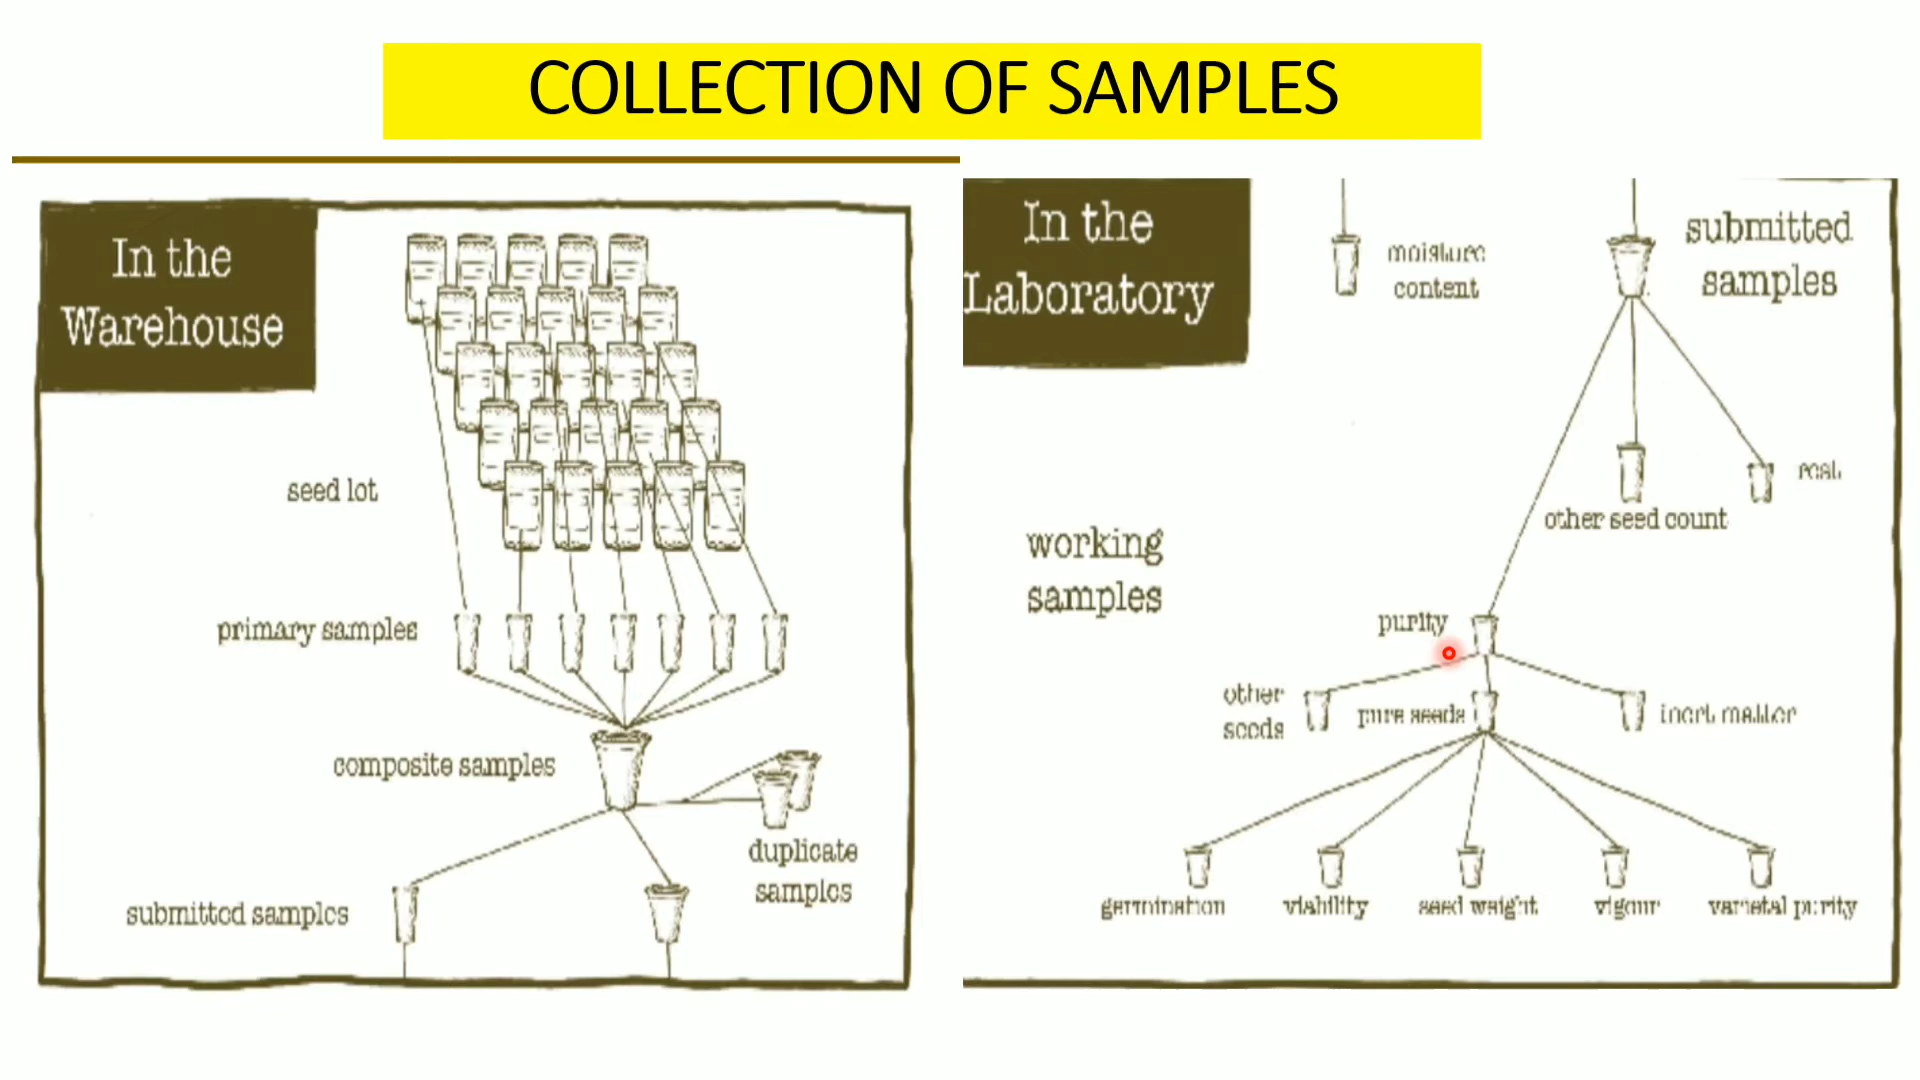 COLLECTION OF SAMPLES
In the
Warehouse
seed lot
primary samples
composite samples
duplicate
samples
submitted samples
In the
Laboratory
moisture
content
submitted
samples
rest
other seed count
working
samples
purity
other
seeds
pure seeds
inert matter
germination
viability
seed weight
vigour
varietal purity